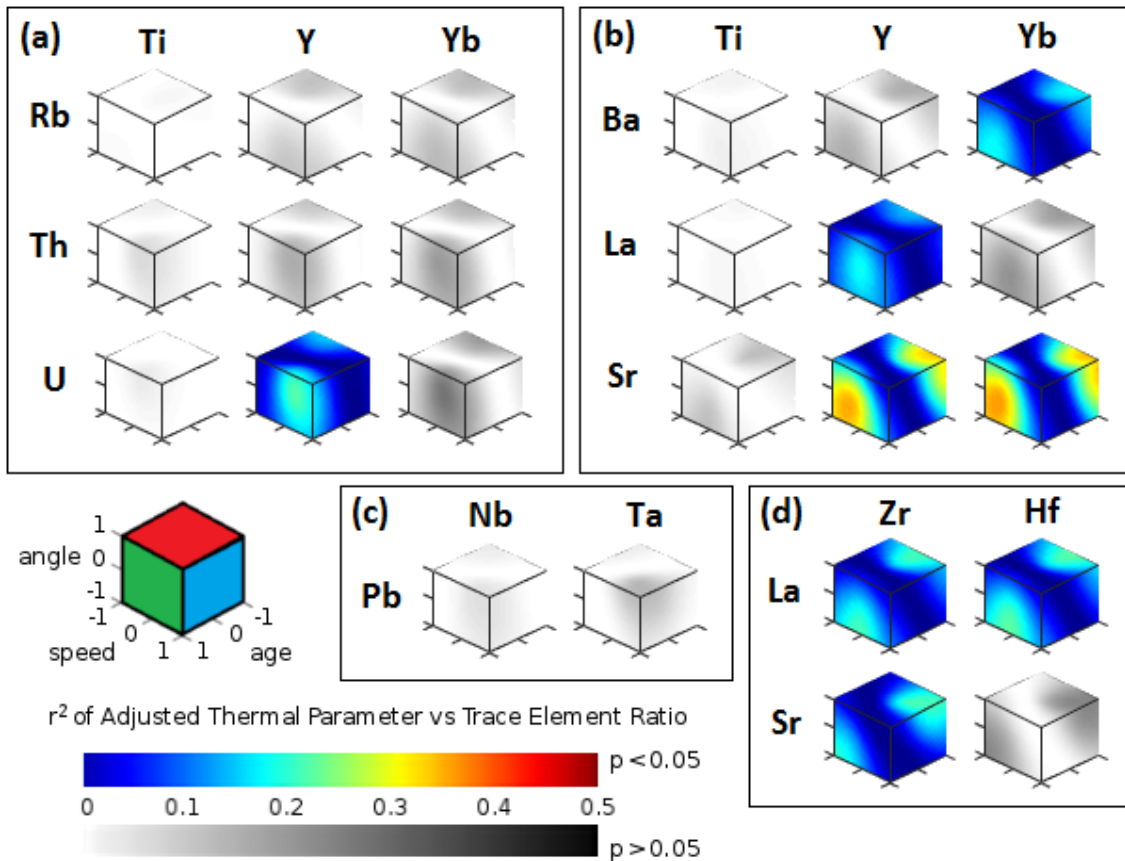 (a) Ti Y Yb
Rb
Th
U
(b) Ti Y Yb
Ba
La
Sr
angle
1
0
-1
-1
0
1
speed
1
0
-1
age
(c) Nb Ta
Pb
(d) Zr Hf
La
Sr
r² of Adjusted Thermal Parameter vs Trace Element Ratio
p<0.05
0 0.1 0.2 0.3 0.4 0.5
p>0.05